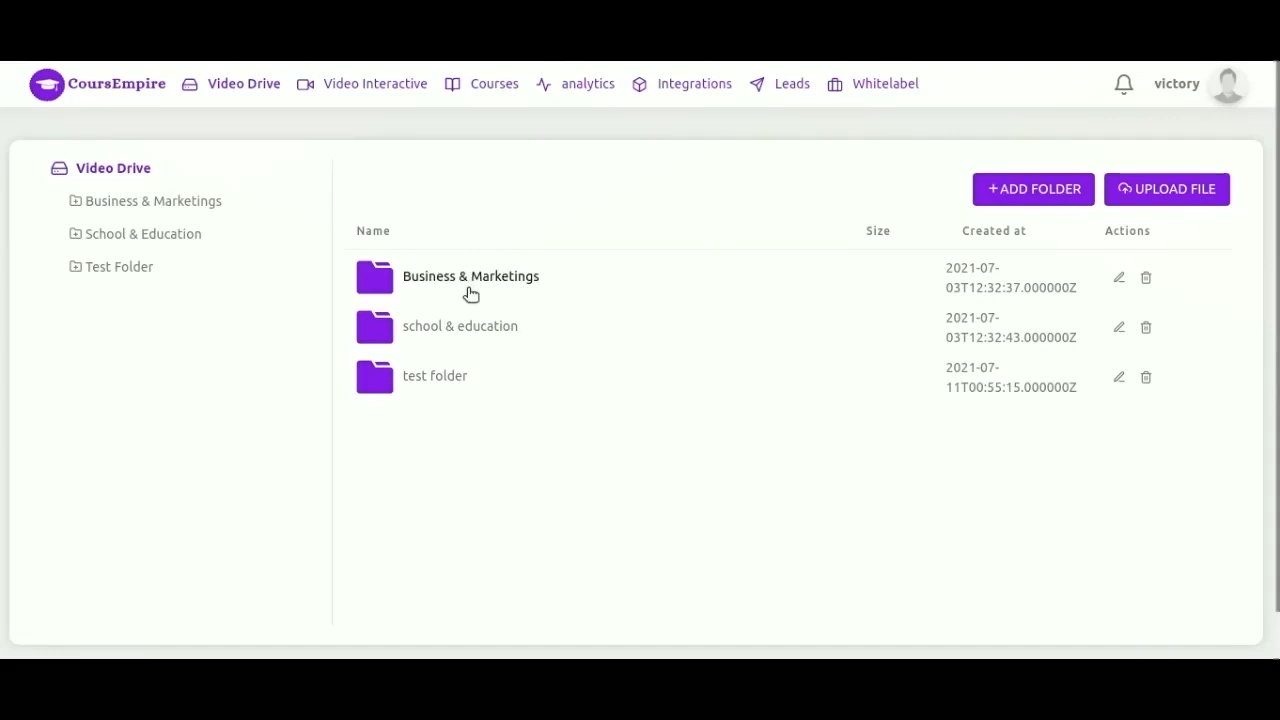 CoursEmpire Video Drive Video Interactive Courses analytics Integrations Leads Whitelabel victory
Video Drive
Business & Marketings
School & Education
Test Folder
+ADD FOLDER UPLOAD FILE
Name Size Created at Actions
Business & Marketings 2021-07-
03T12:32:37.000000Z
school & education 2021-07-
03T12:32:43.000000Z
test folder 2021-07-
11T00:55:15.000000Z